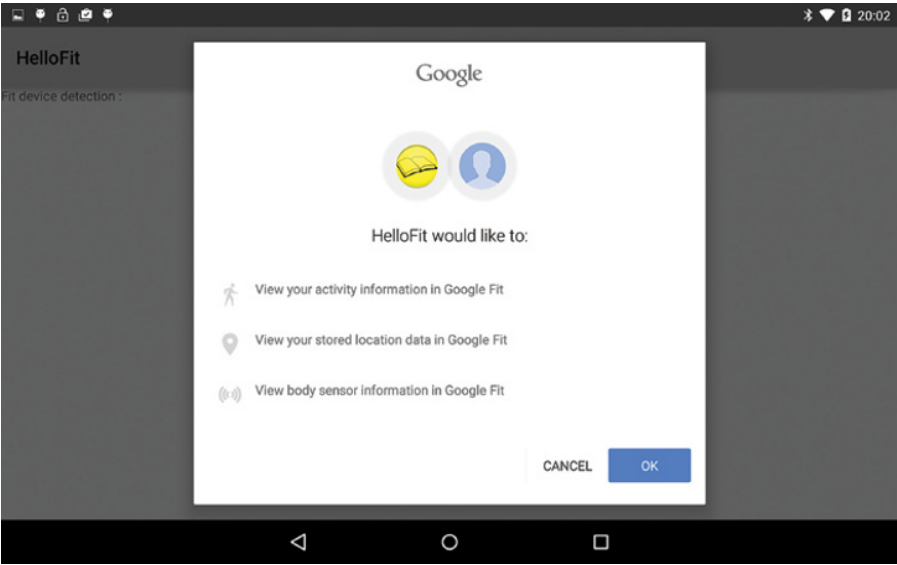 20:02
HelloFit
Fit device detection :
Google
HelloFit would like to:
View your activity information in Google Fit
View your stored location data in Google Fit
View body sensor information in Google Fit
CANCEL OK